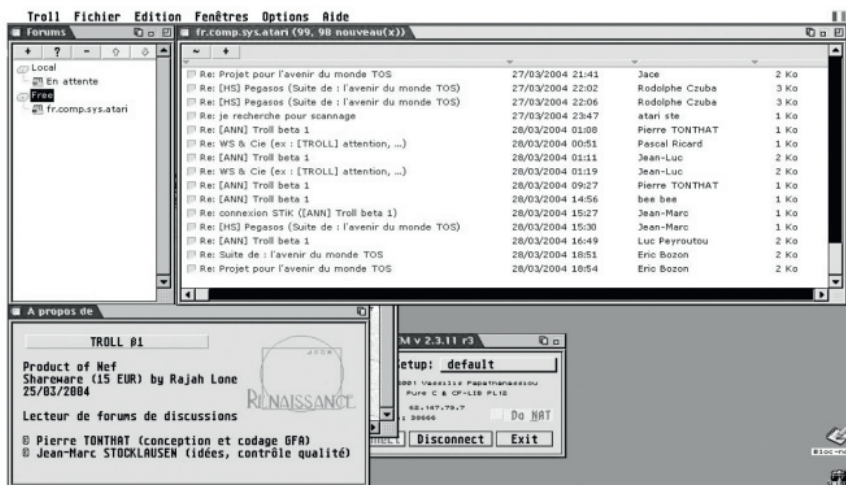 Troll Fichier Edition Fenêtres Options Aide
Forums
+ ? -
Local
En attente
Free
fr.comp.sys.atari
fr.comp.sys.atari (99, 98 nouveau(x))
~ +
Re: Projet pour l'avenir du monde TOS 27/03/2004 21:41 Jace 2 Ko
Re: [HS] Pegasos (Suite de : l'avenir du monde TOS) 27/03/2004 22:02 Rodolphe Czuba 3 Ko
Re: [HS] Pegasos (Suite de : l'avenir du monde TOS) 27/03/2004 22:06 Rodolphe Czuba 3 Ko
Re: je recherche pour scannage 27/03/2004 23:47 atari ste 1 Ko
Re: [ANN] Troll beta 1 28/03/2004 01:08 Pierre TONTHAT 1 Ko
Re: WS & Cie (ex : [TROLL] attention, ...) 28/03/2004 00:51 Pascal Ricard 1 Ko
Re: [ANN] Troll beta 1 28/03/2004 01:11 Jean-Luc 2 Ko
Re: WS & Cie (ex : [TROLL] attention, ...) 28/03/2004 01:19 Jean-Luc 2 Ko
Re: [ANN] Troll beta 1 28/03/2004 09:27 Pierre TONTHAT 1 Ko
Re: [ANN] Troll beta 1 28/03/2004 14:56 bee bee 1 Ko
Re: connexion STiK ([ANN] Troll beta 1) 28/03/2004 15:27 Jean-Marc 1 Ko
Re: [HS] Pegasos (Suite de : l'avenir du monde TOS) 28/03/2004 15:30 Jean-Marc 1 Ko
Re: [ANN] Troll beta 1 28/03/2004 16:49 Luc Peyroutou 2 Ko
Re: Suite de : l'avenir du monde TOS 28/03/2004 18:51 Eric Bozon 2 Ko
Re: Projet pour l'avenir du monde TOS 28/03/2004 18:54 Eric Bozon 2 Ko
A propos de
TROLL β1
Product of Nef
Shareware (15 EUR) by Rajah Lone
25/03/2004
Lecteur de forums de discussions
© Pierre TONTHAT (conception et codage GFA)
© Jean-Marc STOCKLAUSEN (idées, contrôle qualité)
RENAISSANCE
EM v 2.3.11 r3
Setup: default
Vassilis Papathanassiou
Pure C & CF-LIB PL12
Do NAT
Disconnect Exit